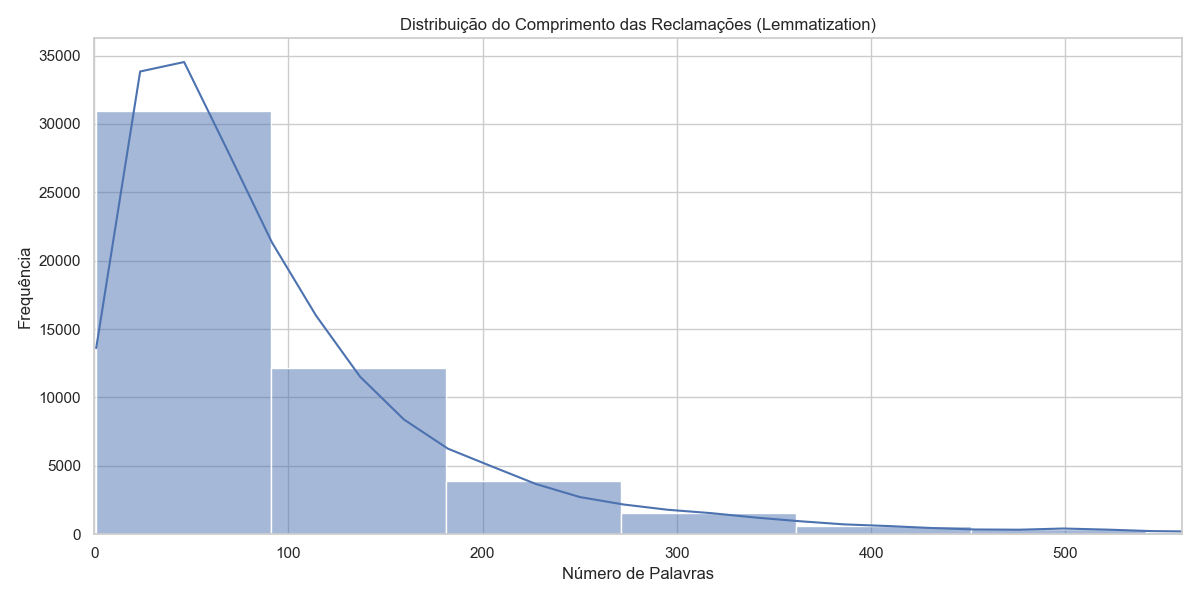 Distribuição do Comprimento das Reclamações (Lemmatization)
35000
30000
25000
20000
15000
10000
5000
0
Frequência
0 100 200 300 400 500
Número de Palavras